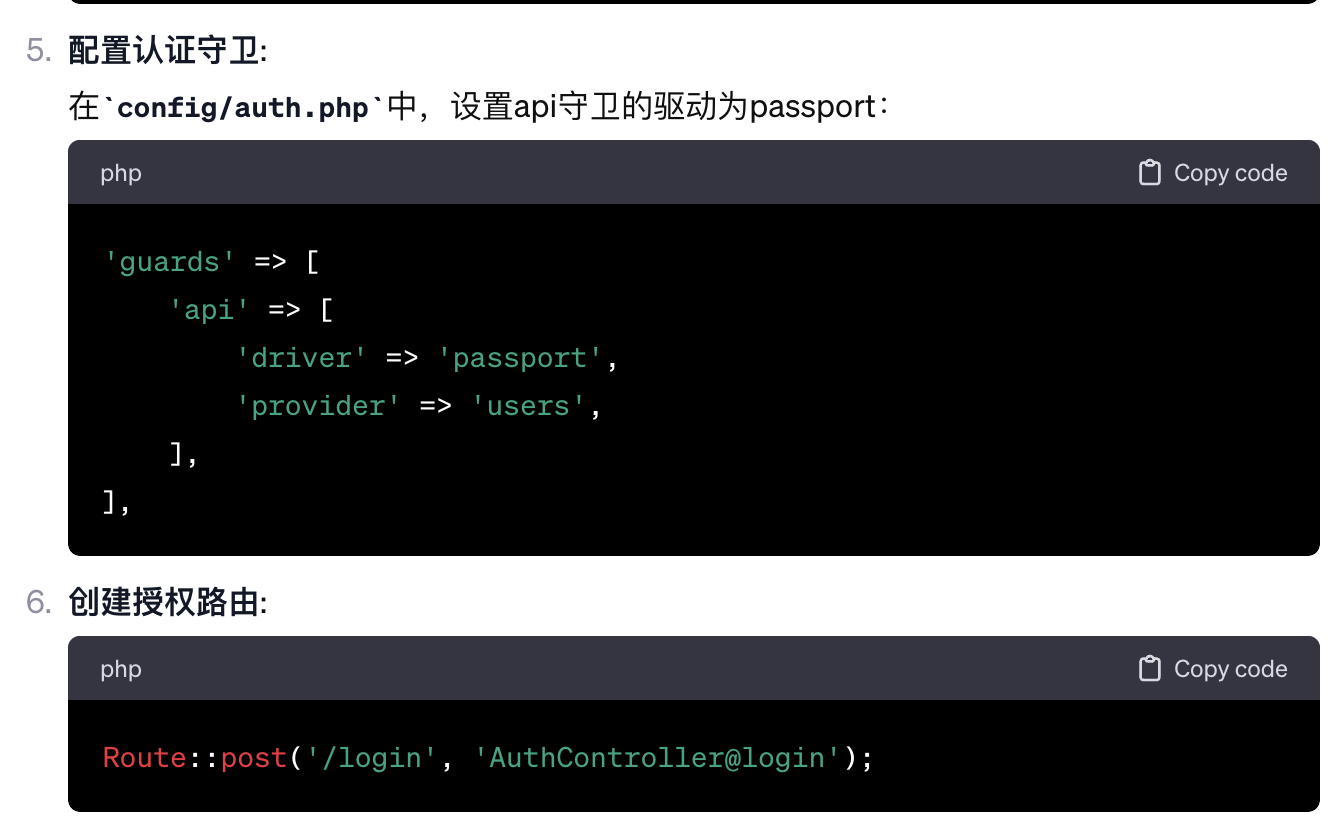 5. 配置认证守卫:
在`config/auth.php`中，设置api守卫的驱动为passport：
php Copy code
'guards' => [
    'api' => [
        'driver' => 'passport',
        'provider' => 'users',
    ],
],
6. 创建授权路由:
php Copy code
Route::post('/login', 'AuthController@login');